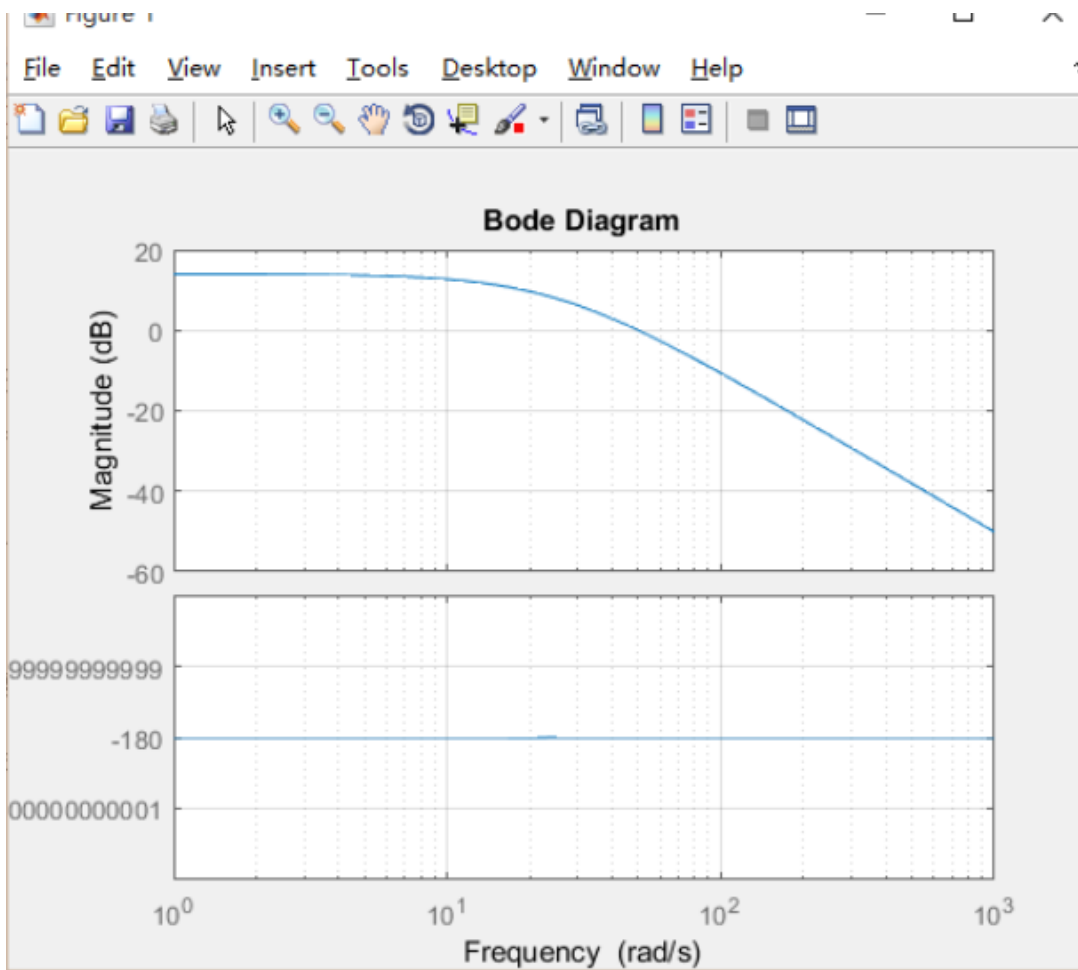 Figure 1
File Edit View Insert Tools Desktop Window Help
Bode Diagram
Magnitude (dB)
20
0
-20
-40
-60
99999999999
-180
00000000001
10^0 10^1 10^2 10^3
Frequency (rad/s)